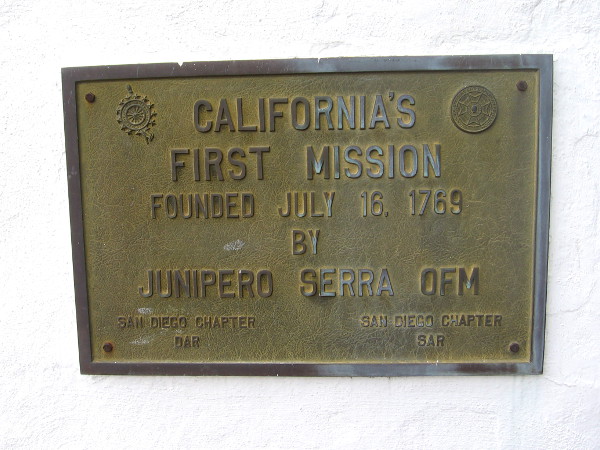 CALIFORNIA'S
FIRST MISSION
FOUNDED JULY 16, 1769
BY
JUNIPERO SERRA OFM
SAN DIEGO CHAPTER
DAR
SAN DIEGO CHAPTER
SAR